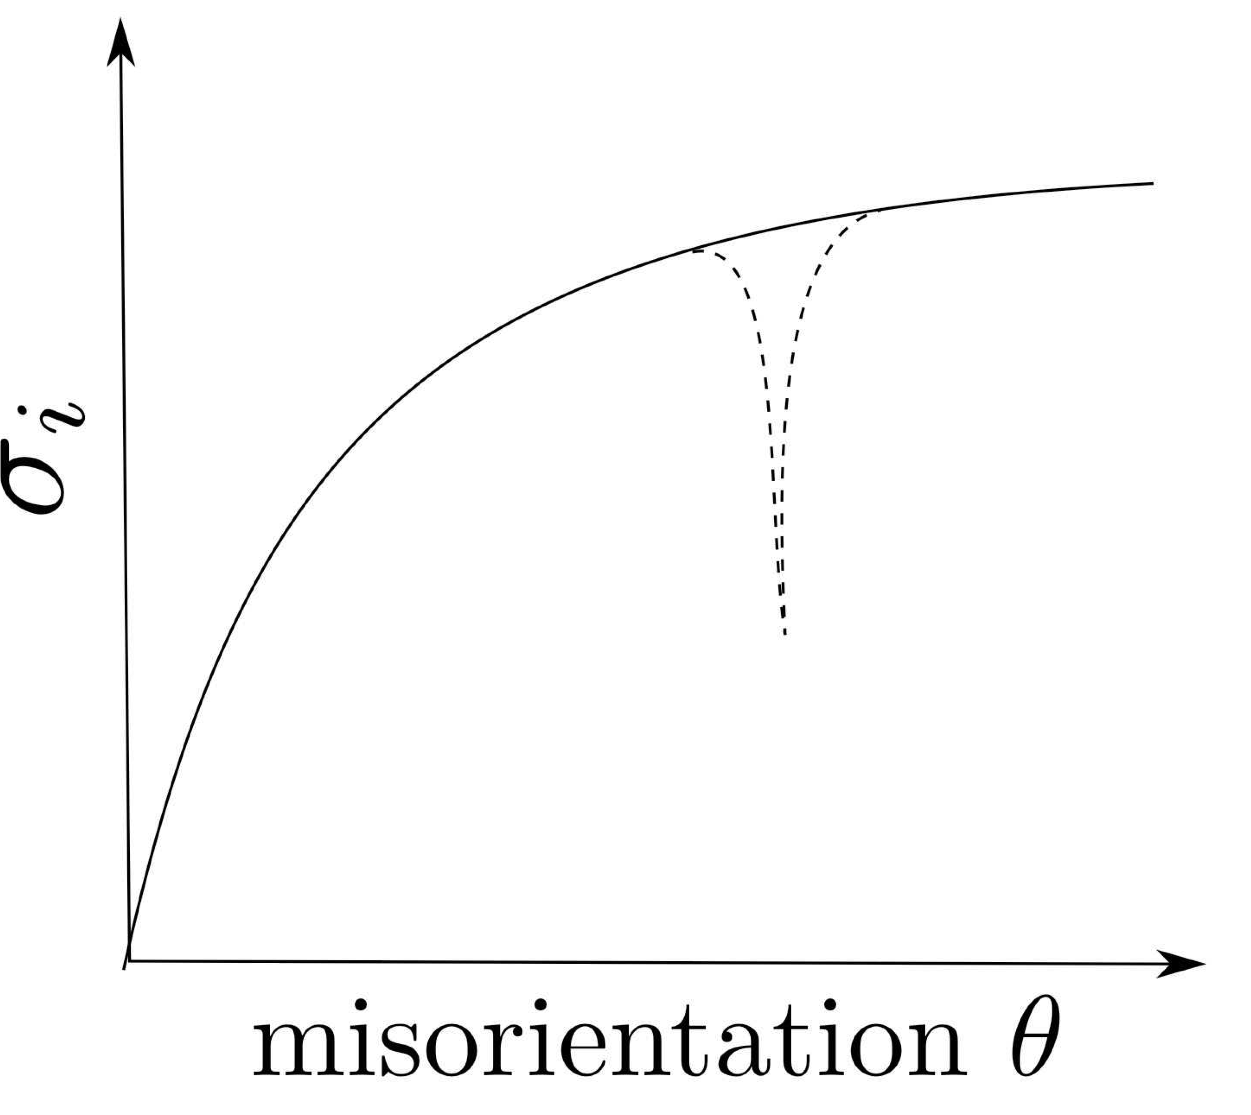 σᵢ
misorientation θ